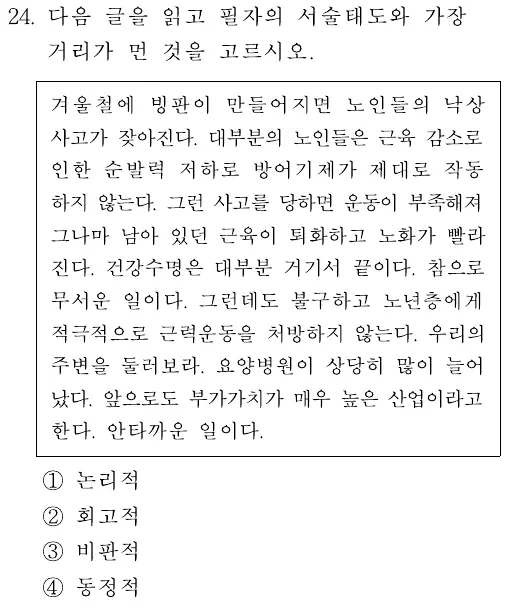 24. 다음 글을 읽고 필자의 서술태도와 가장
거리가 먼 것을 고르시오.
겨울철에 빙판이 만들어지면 노인들의 낙상
사고가 잦아진다. 대부분의 노인들은 근육 감소로
인한 순발력 저하로 방어기제가 제대로 작동
하지 않는다. 그런 사고를 당하면 운동이 부족해져
그나마 남아 있던 근육이 퇴화하고 노화가 빨라
진다. 건강수명은 대부분 거기서 끝이다. 참으로
무서운 일이다. 그런데도 불구하고 노년층에게
적극적으로 근력운동을 처방하지 않는다. 우리의
주변을 둘러보라. 요양병원이 상당히 많이 늘어
났다. 앞으로도 부가가치가 매우 높은 산업이라고
한다. 안타까운 일이다.
① 논리적
② 회고적
③ 비판적
④ 동정적